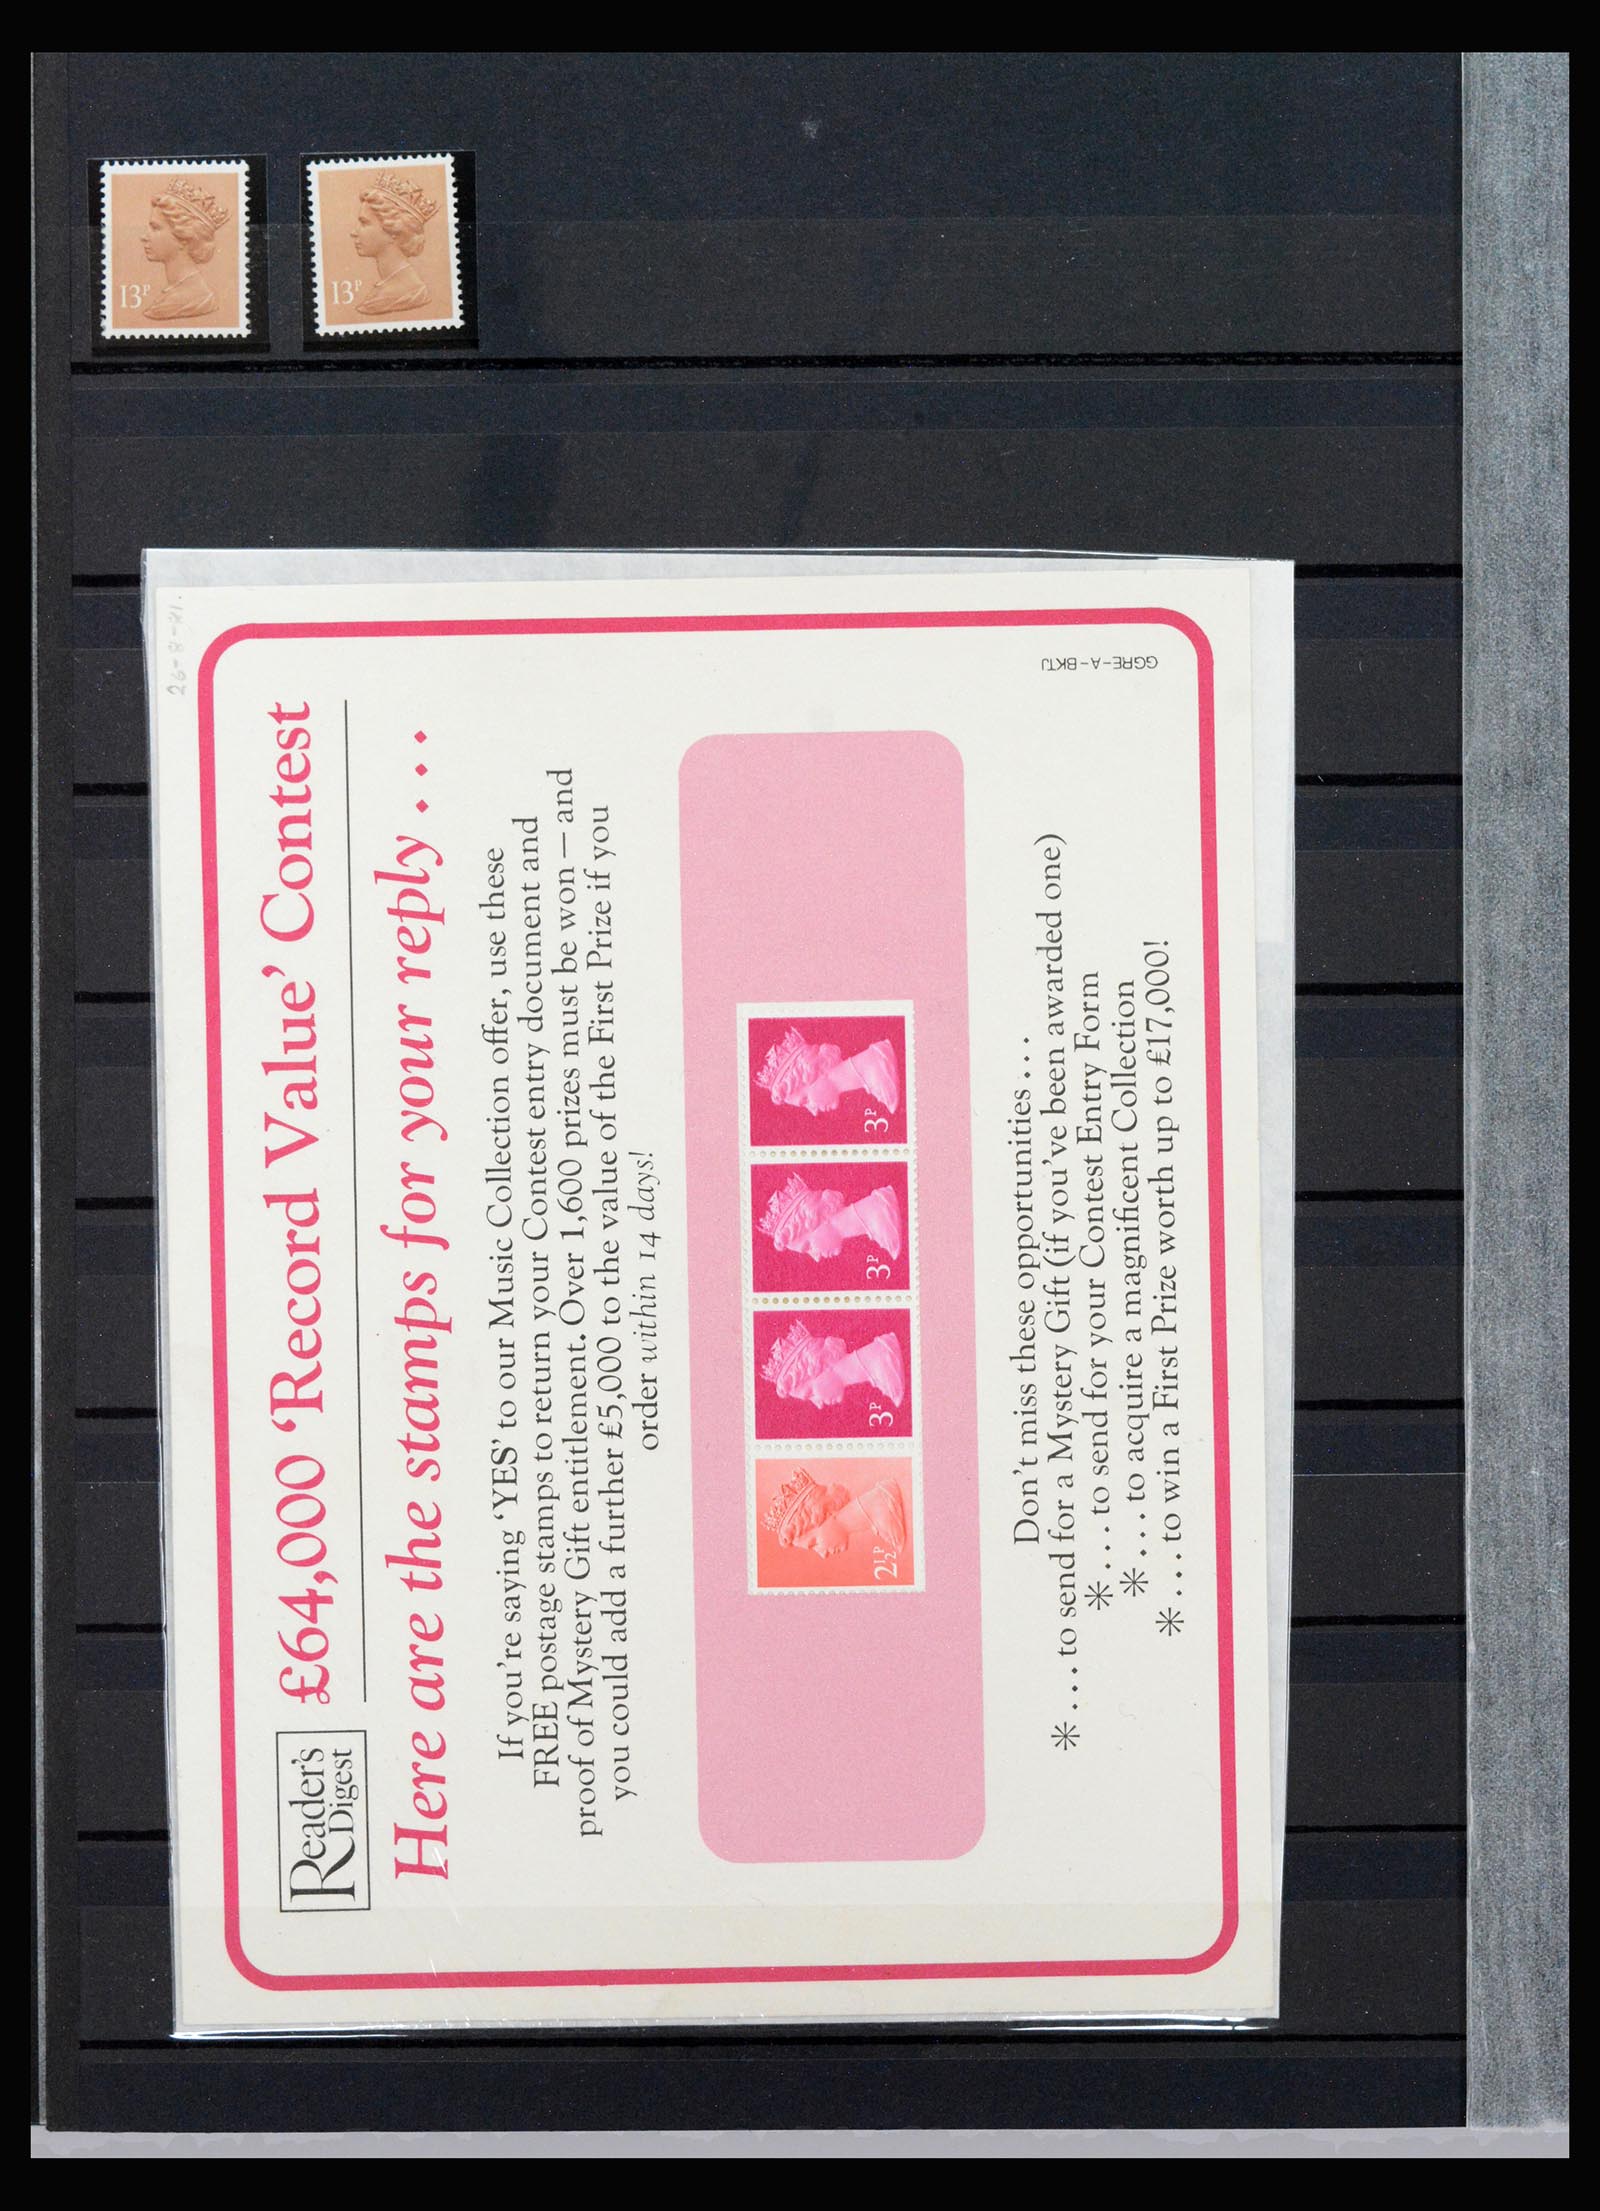 13P
13P
26-8-81.
Reader's
Digest
£64,000 'Record Value' Contest
Here are the stamps for your reply . . .
If you're saying 'YES' to our Music Collection offer, use these
FREE postage stamps to return your Contest entry document and
proof of Mystery Gift entitlement. Over 1,600 prizes must be won — and
you could add a further £5,000 to the value of the First Prize if you
order within 14 days!
2½P
3P
3P
3P
Don't miss these opportunities . . .
* . . . to send for a Mystery Gift (if you've been awarded one)
* . . . to send for your Contest Entry Form
* . . . to acquire a magnificent Collection
* . . . to win a First Prize worth up to £17,000!
GGRE-A-BKTJ